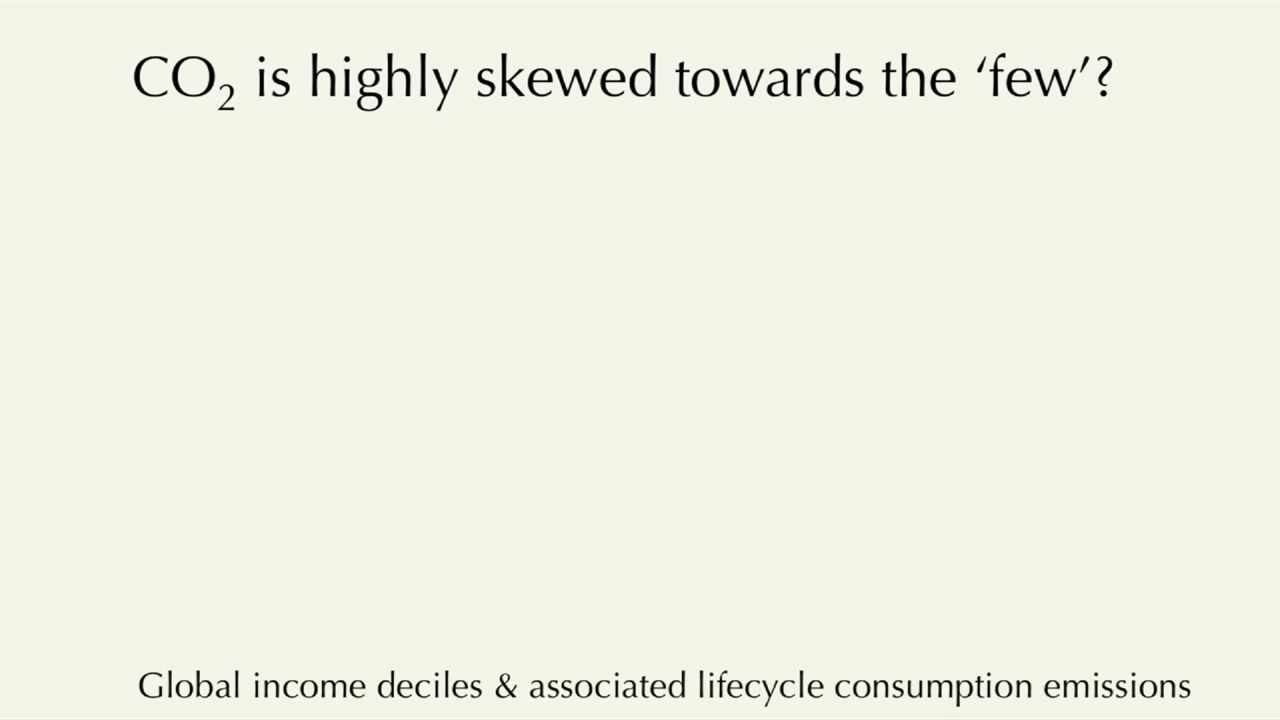 CO₂ is highly skewed towards the ‘few’?
Global income deciles & associated lifecycle consumption emissions